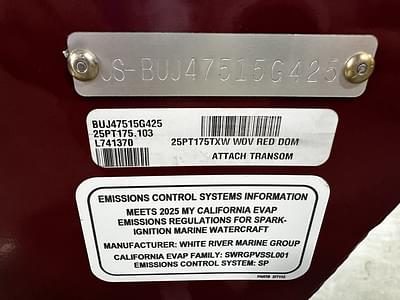 US-BUJ47515G425
BUJ47515G425
25PT175.103
L741370
25PT175TXW WOV RED DOM
ATTACH TRANSOM
EMISSIONS CONTROL SYSTEMS INFORMATION
MEETS 2025 MY CALIFORNIA EVAP
EMISSIONS REGULATIONS FOR SPARK-
IGNITION MARINE WATERCRAFT
MANUFACTURER: WHITE RIVER MARINE GROUP
CALIFORNIA EVAP FAMILY: SWRGPVSSL001
EMISSIONS CONTROL SYSTEM: SP